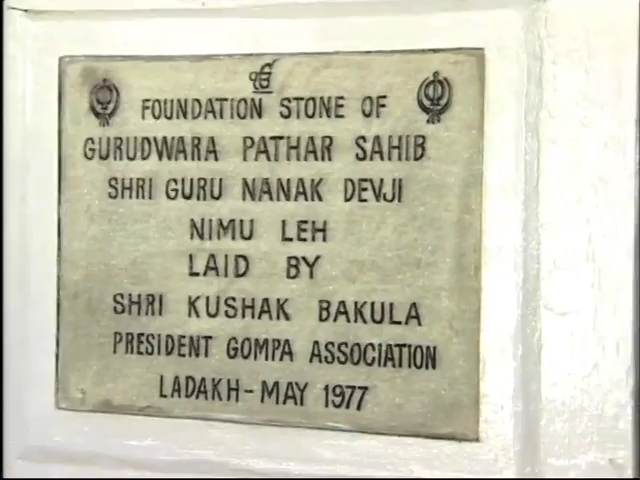 ੴ
FOUNDATION STONE OF
GURUDWARA PATHAR SAHIB
SHRI GURU NANAK DEVJI
NIMU LEH
LAID BY
SHRI KUSHAK BAKULA
PRESIDENT GOMPA ASSOCIATION
LADAKH-MAY 1977